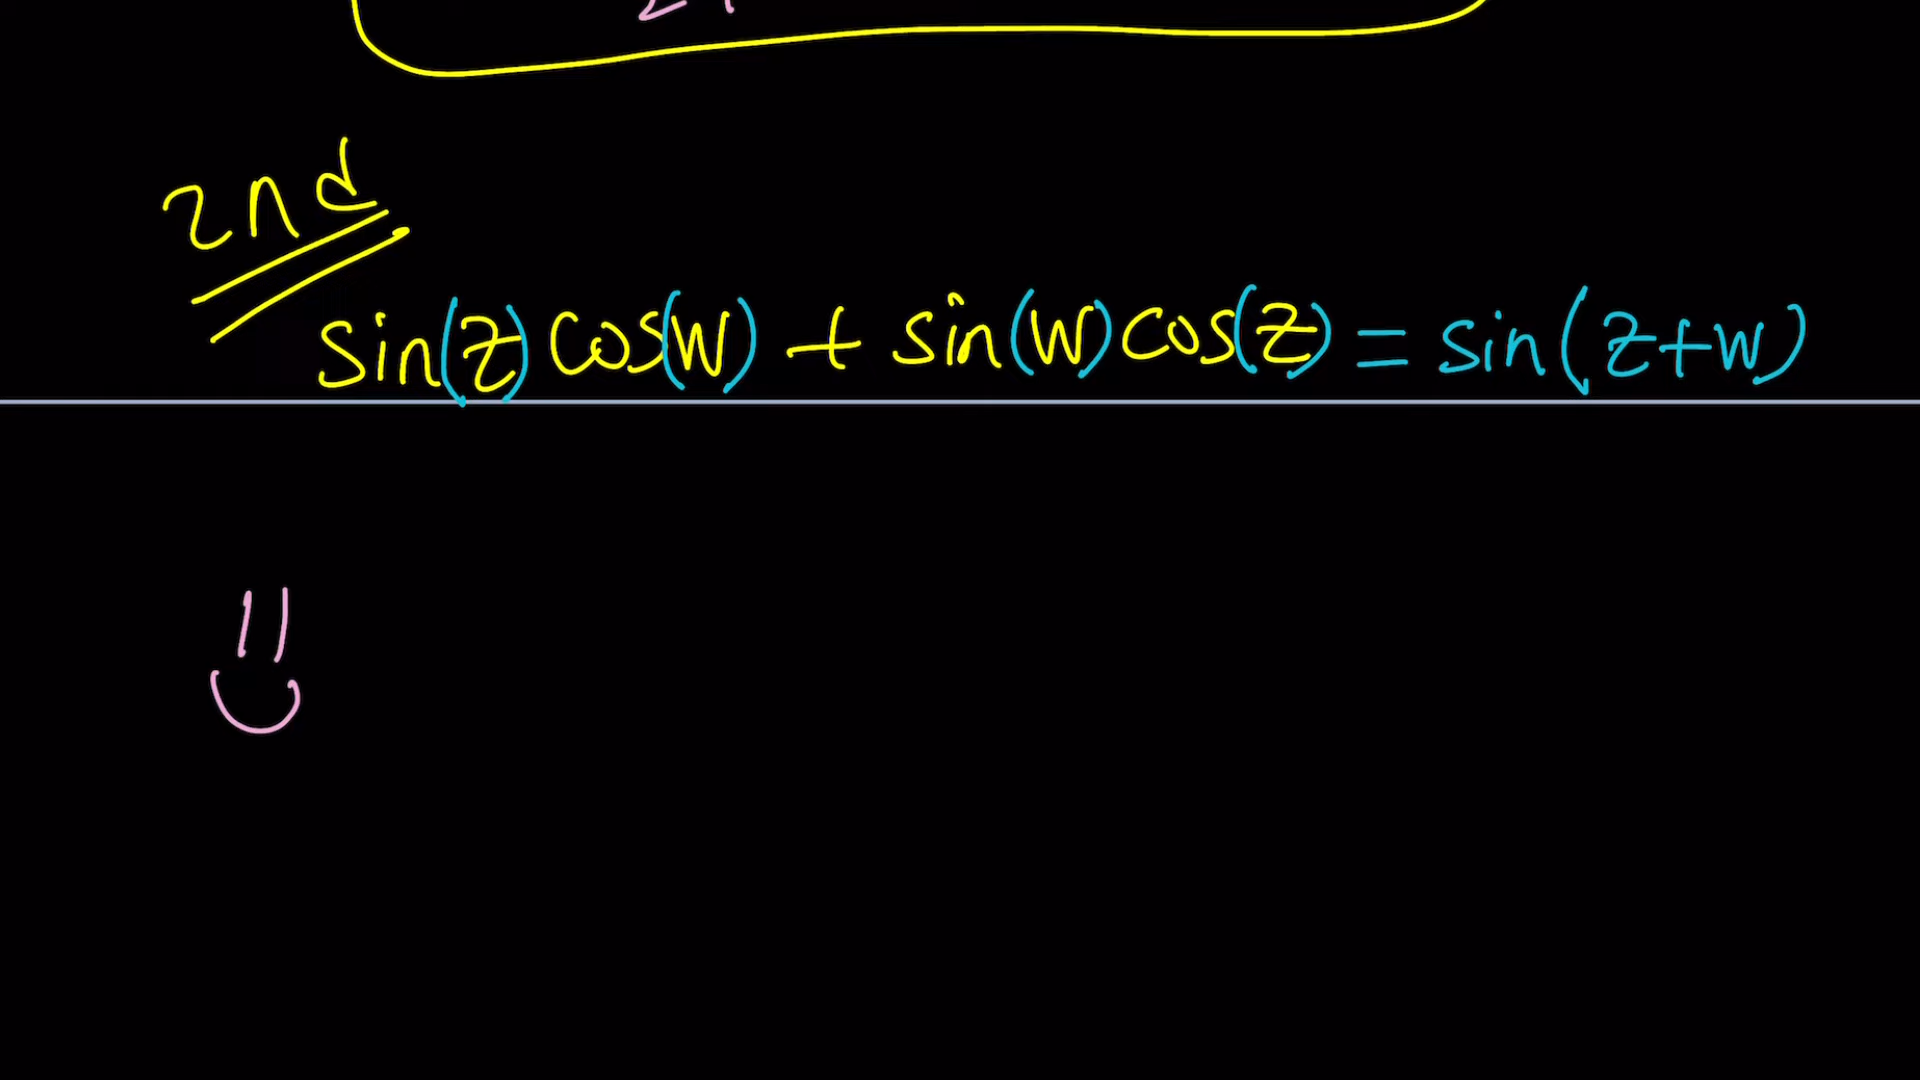 2nd
sin(z) cos(w) + sin(w) cos(z) = sin(z+w)